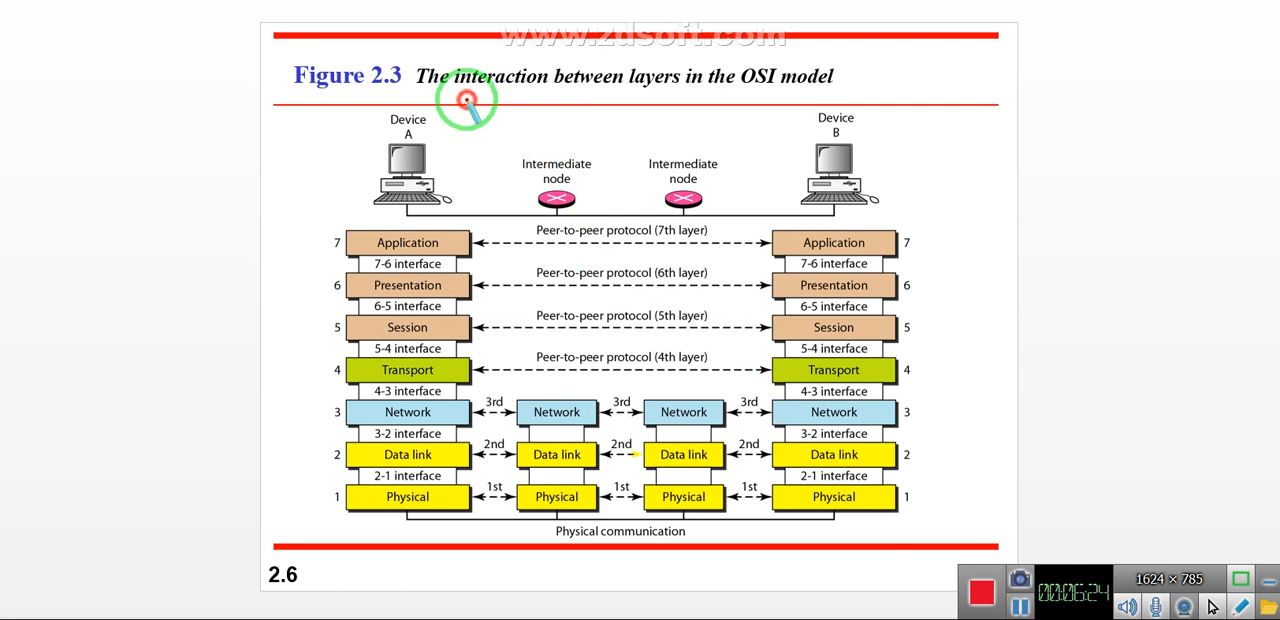 www.zdsoft.com
Figure 2.3 The interaction between layers in the OSI model
Device
A
Device
B
Intermediate
node
Intermediate
node
Peer-to-peer protocol (7th layer)
7 Application
Application 7
7-6 interface
7-6 interface
Peer-to-peer protocol (6th layer)
6 Presentation
Presentation 6
6-5 interface
6-5 interface
Peer-to-peer protocol (5th layer)
5 Session
Session 5
5-4 interface
5-4 interface
Peer-to-peer protocol (4th layer)
4 Transport
Transport 4
4-3 interface
4-3 interface
3rd 3rd 3rd
3 Network Network Network Network 3
3-2 interface
3-2 interface
2nd 2nd 2nd
2 Data link Data link Data link Data link 2
2-1 interface
2-1 interface
1st 1st 1st
1 Physical Physical Physical Physical 1
Physical communication
2.6
1624 × 785
00:06:24